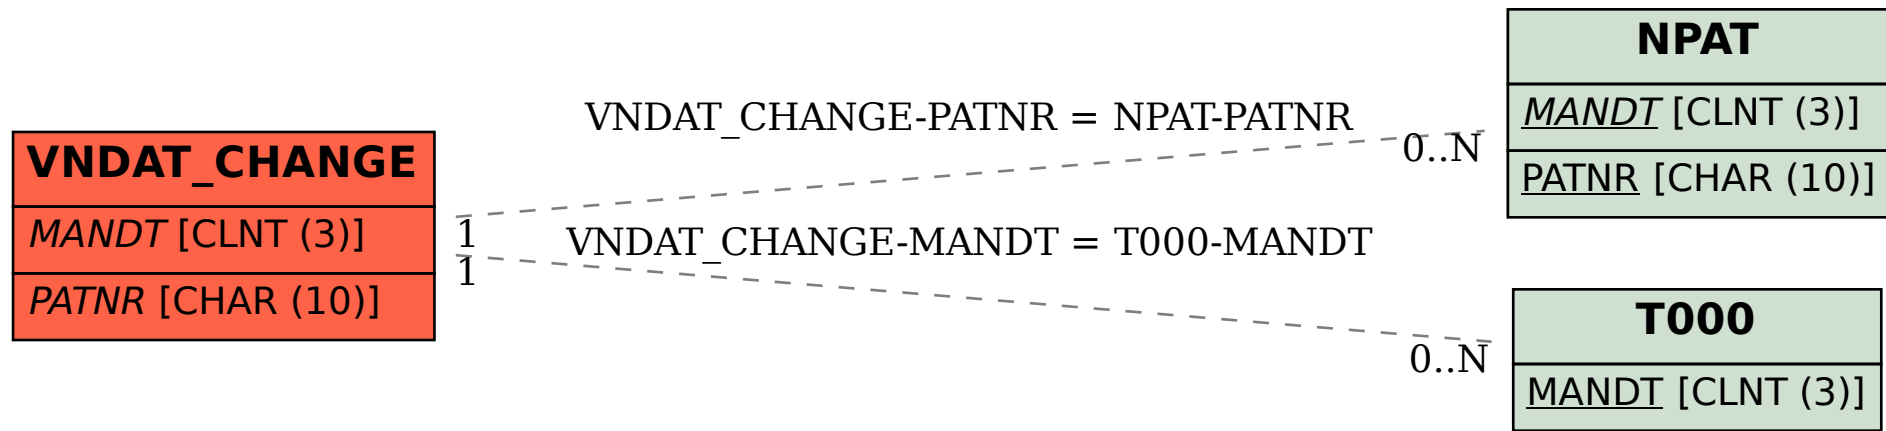 VNDAT_CHANGE
MANDT [CLNT (3)]
PATNR [CHAR (10)]
VNDAT_CHANGE-PATNR = NPAT-PATNR
1
0..N
VNDAT_CHANGE-MANDT = T000-MANDT
1
0..N
NPAT
MANDT [CLNT (3)]
PATNR [CHAR (10)]
T000
MANDT [CLNT (3)]